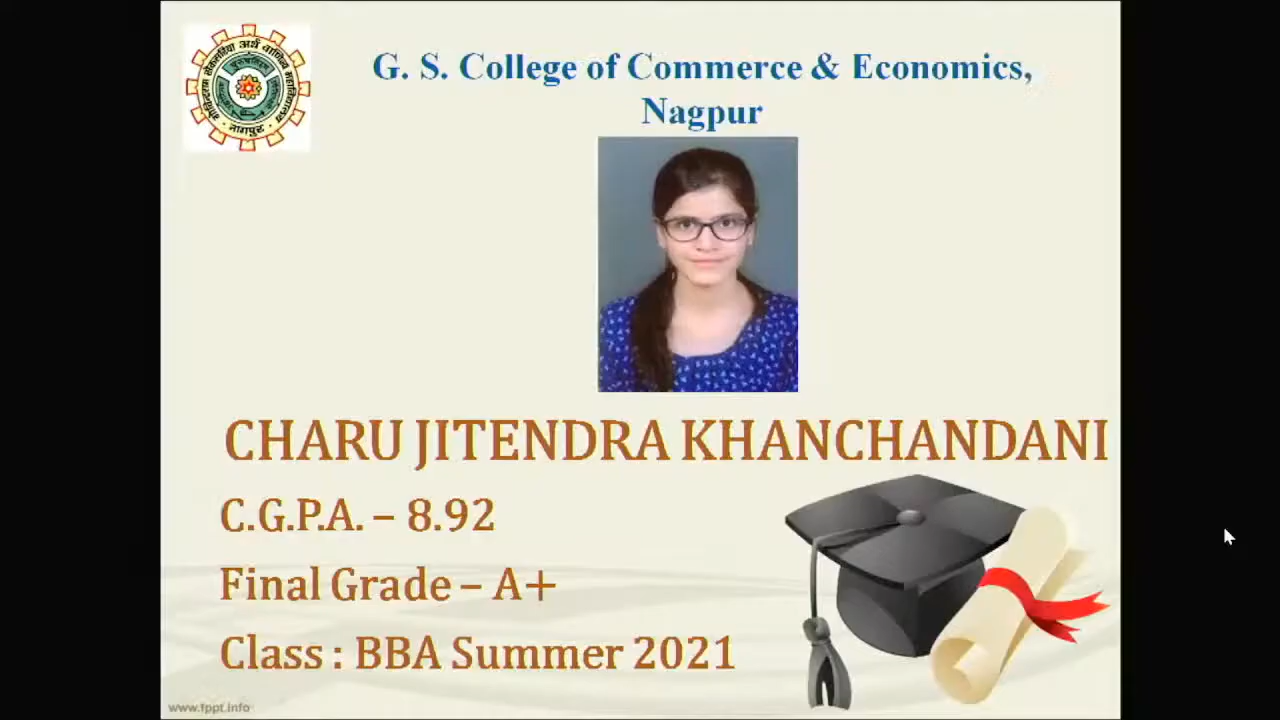 G. S. College of Commerce & Economics,
Nagpur
नागपुर
CHARU JITENDRA KHANCHANDANI
C.G.P.A. – 8.92
Final Grade – A+
Class : BBA Summer 2021
www.fppt.info